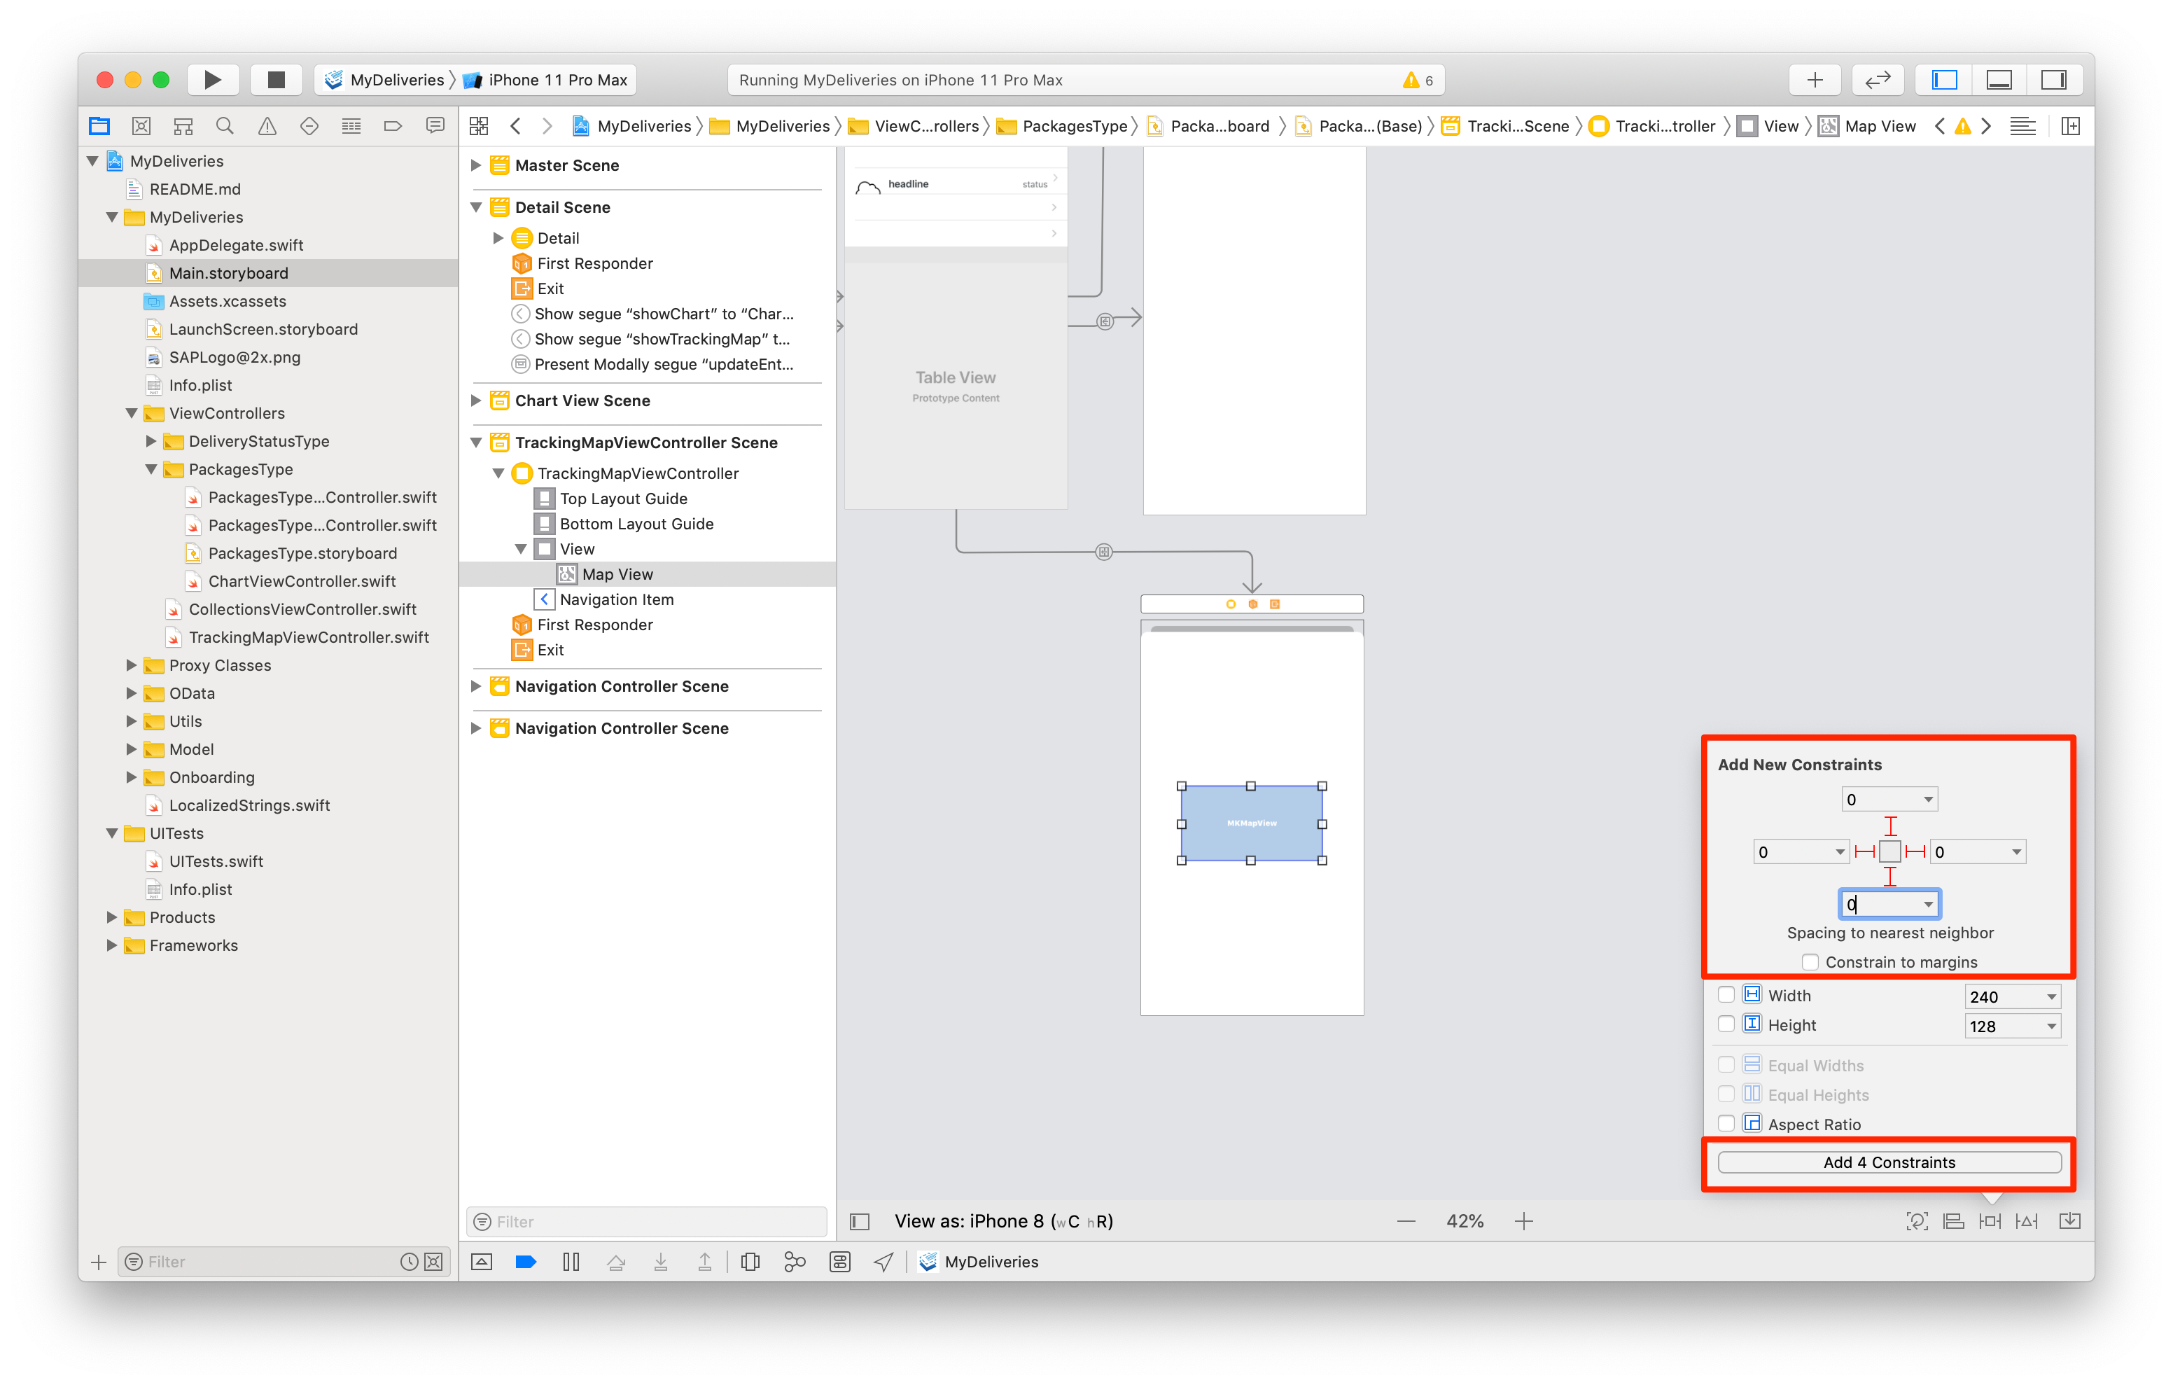 MyDeliveries iPhone 11 Pro Max
Running MyDeliveries on iPhone 11 Pro Max
6
MyDeliveries MyDeliveries ViewC...rollers PackagesType Packa...board Packa...(Base) Tracki...Scene Tracki...troller View Map View
MyDeliveries
README.md
MyDeliveries
AppDelegate.swift
Main.storyboard
Assets.xcassets
LaunchScreen.storyboard
SAPLogo@2x.png
Info.plist
ViewControllers
DeliveryStatusType
PackagesType
PackagesType...Controller.swift
PackagesType...Controller.swift
PackagesType.storyboard
ChartViewController.swift
CollectionsViewController.swift
TrackingMapViewController.swift
Proxy Classes
OData
Utils
Model
Onboarding
LocalizedStrings.swift
UITests
UITests.swift
Info.plist
Products
Frameworks
Filter
Master Scene
Detail Scene
Detail
First Responder
Exit
Show segue “showChart” to “Char...
Show segue “showTrackingMap” t...
Present Modally segue “updateEnt...
Chart View Scene
TrackingMapViewController Scene
TrackingMapViewController
Top Layout Guide
Bottom Layout Guide
View
Map View
Navigation Item
First Responder
Exit
Navigation Controller Scene
Navigation Controller Scene
Filter
headline status
Table View
Prototype Content
MKMapView
Add New Constraints
0
0 0
0
Spacing to nearest neighbor
Constrain to margins
Width 240
Height 128
Equal Widths
Equal Heights
Aspect Ratio
Add 4 Constraints
View as: iPhone 8 (wC hR)
42%
MyDeliveries